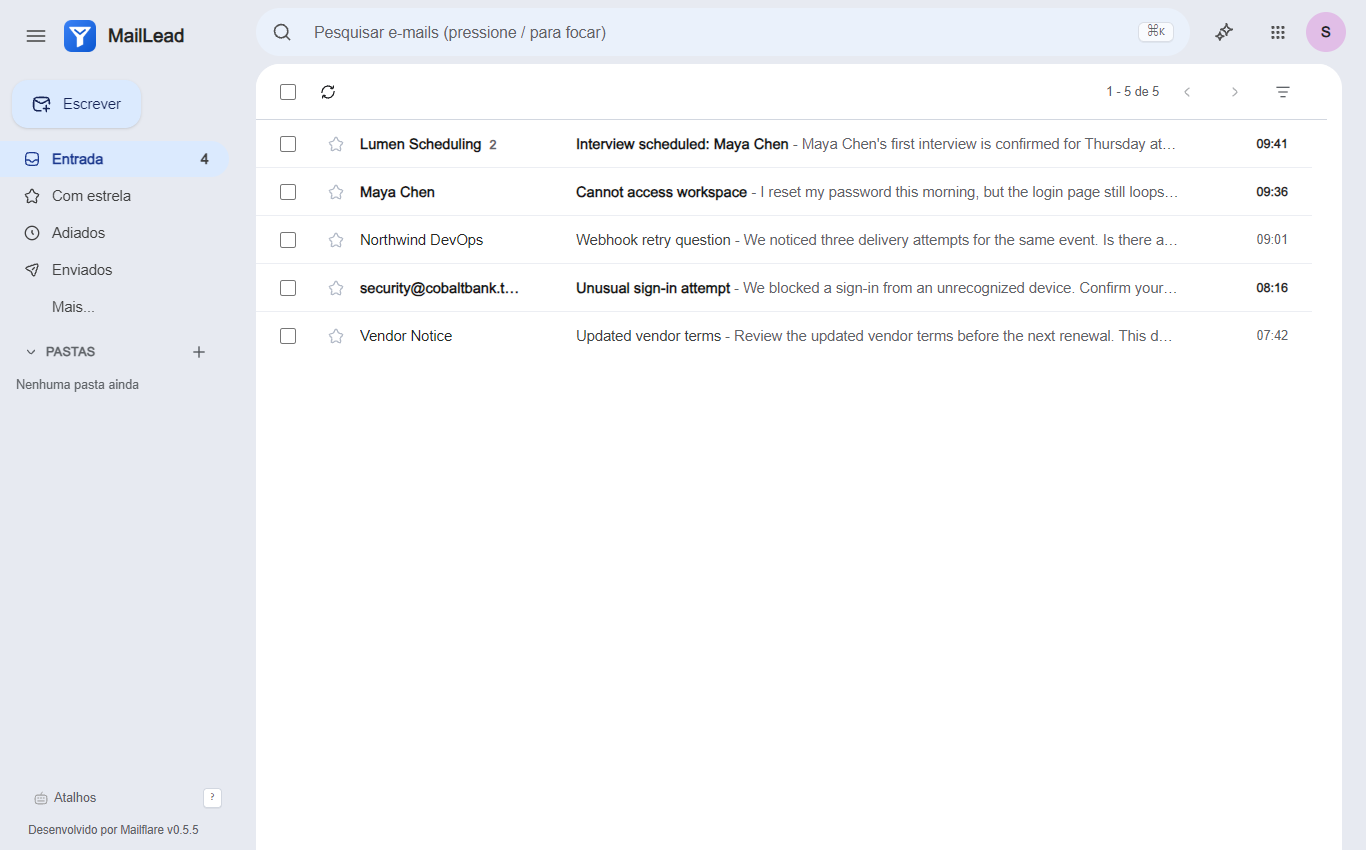 MailLead
Pesquisar e-mails (pressione / para focar)
⌘K
S
Escrever
1 - 5 de 5
Entrada 4
Com estrela
Adiados
Enviados
Mais...
PASTAS
Nenhuma pasta ainda
Lumen Scheduling 2 Interview scheduled: Maya Chen - Maya Chen's first interview is confirmed for Thursday at… 09:41
Maya Chen Cannot access workspace - I reset my password this morning, but the login page still loops… 09:36
Northwind DevOps Webhook retry question - We noticed three delivery attempts for the same event. Is there a… 09:01
security@cobaltbank.t… Unusual sign-in attempt - We blocked a sign-in from an unrecognized device. Confirm your… 08:16
Vendor Notice Updated vendor terms - Review the updated vendor terms before the next renewal. This d… 07:42
Atalhos ?
Desenvolvido por Mailflare v0.5.5